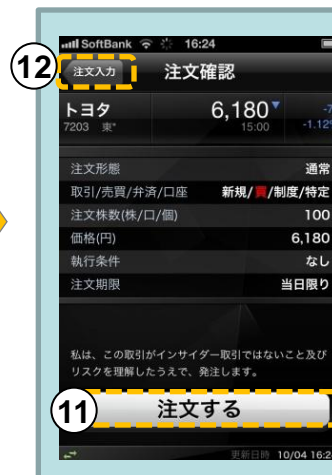 SoftBank 16:24
⑫ 注文入力 注文確認
トヨタ 6,180▼ -7
7203 東* 15:00 -1.12
注文形態 通常
取引/売買/弁済/口座 新規/買/制度/特定
注文株数(株/口/個) 100
価格(円) 6,180
執行条件 なし
注文期限 当日限り
私は、この取引がインサイダー取引ではないこと及び
リスクを理解したうえで、発注します。
⑪ 注文する
更新日時 10/04 16:2